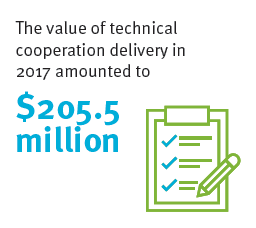 The value of technical
cooperation delivery in
2017 amounted to
$205.5
million